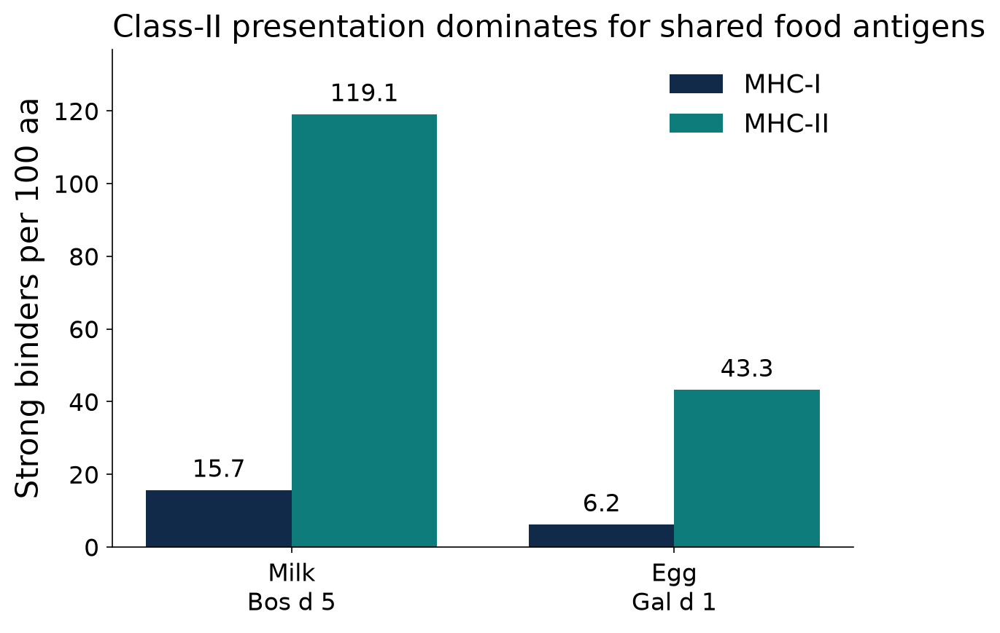 Class-II presentation dominates for shared food antigens
MHC-I
MHC-II
Strong binders per 100 aa
120
100
80
60
40
20
0
119.1
15.7
43.3
6.2
Milk
Bos d 5
Egg
Gal d 1